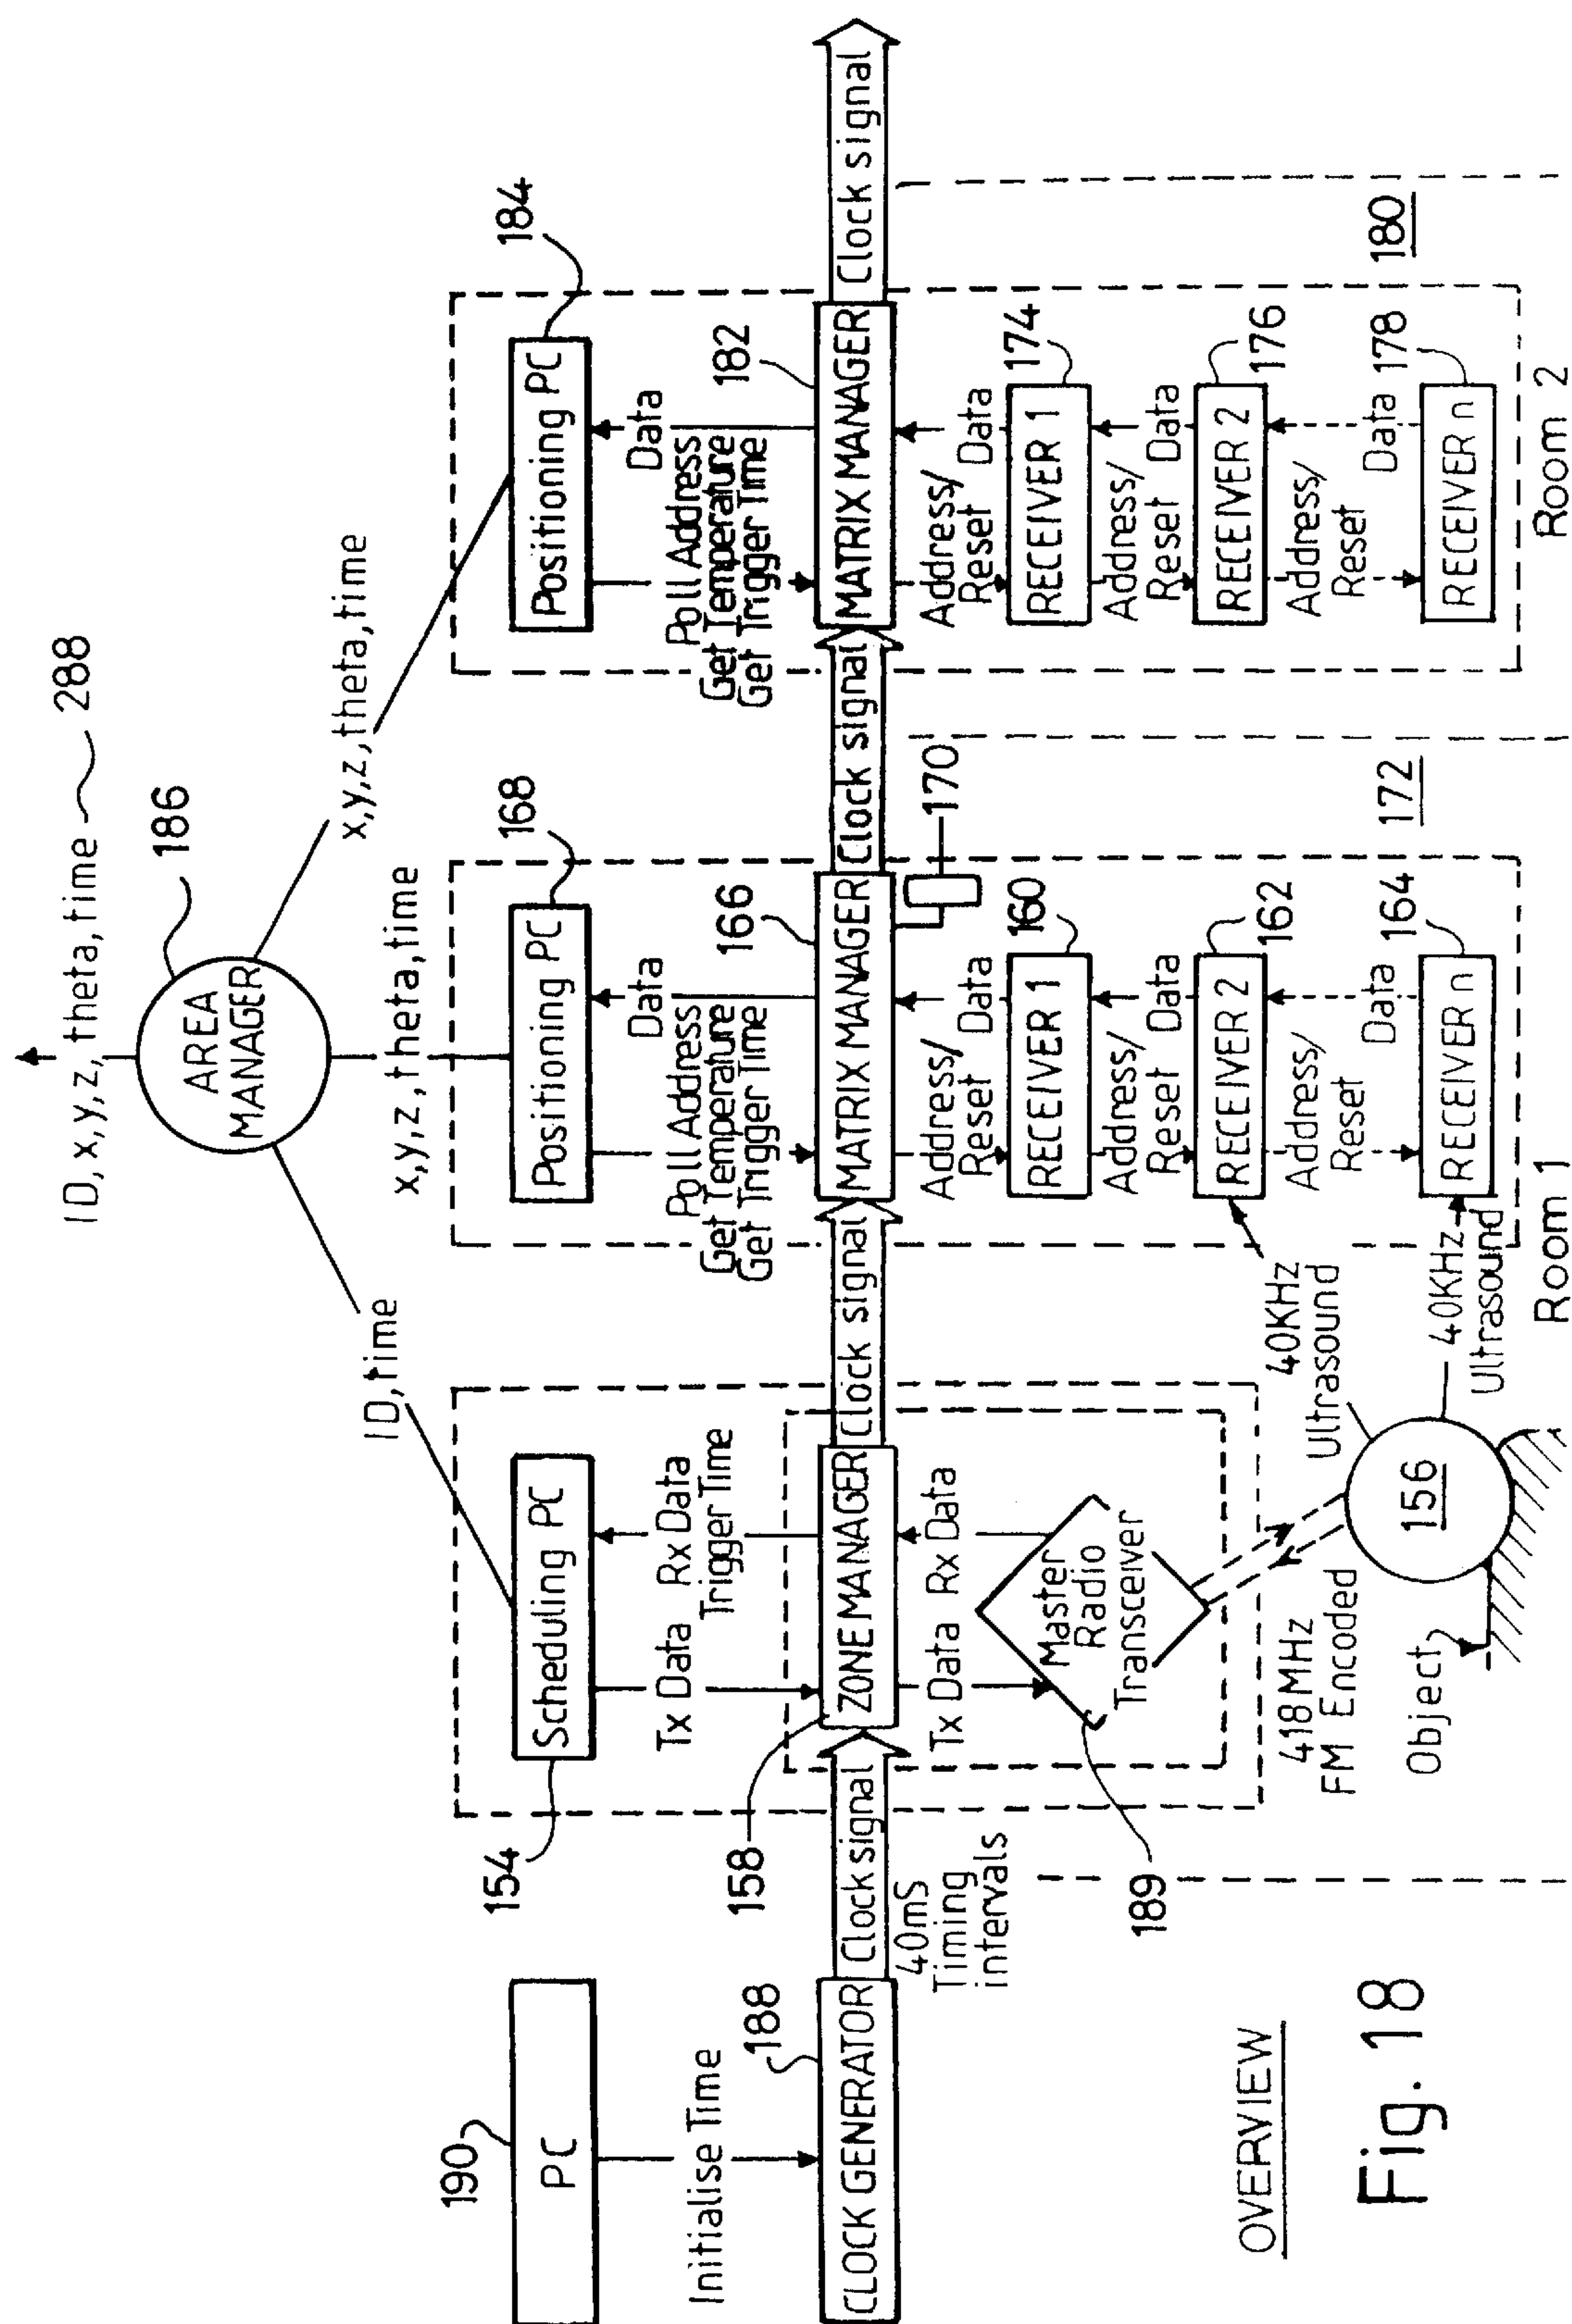 ID, x, y, z, theta, time
288
186
AREA
MANAGER
ID, time
x,y,z,theta,time
x,y,z,theta,time
190
PC
Initialise Time
188
CLOCK GENERATOR
Clock signal
40mS
Timing
intervals
154
Scheduling PC
Tx Data
Rx Data
Trigger Time
158
ZONE MANAGER
Tx Data
Rx Data
Master
Radio
Transceiver
189
418MHz
FM Encoded
Object
156
40KHz
Ultrasound
40KHz
Ultrasound
Clock signal
168
Positioning PC
Poll Address
Get Temperature
Get Trigger Time
Data
166
MATRIX MANAGER
170
Address/
Reset
Data
160
RECEIVER 1
Address/
Reset
Data
162
RECEIVER 2
Address/
Reset
Data
164
RECEIVER n
Room 1
172
Clock signal
184
Positioning PC
Poll Address
Get Temperature
Get Trigger Time
Data
182
MATRIX MANAGER
Address/
Reset
Data
174
RECEIVER 1
Address/
Reset
Data
176
RECEIVER 2
Address/
Reset
Data
178
RECEIVER n
Room 2
180
Clock signal
OVERVIEW
Fig. 18